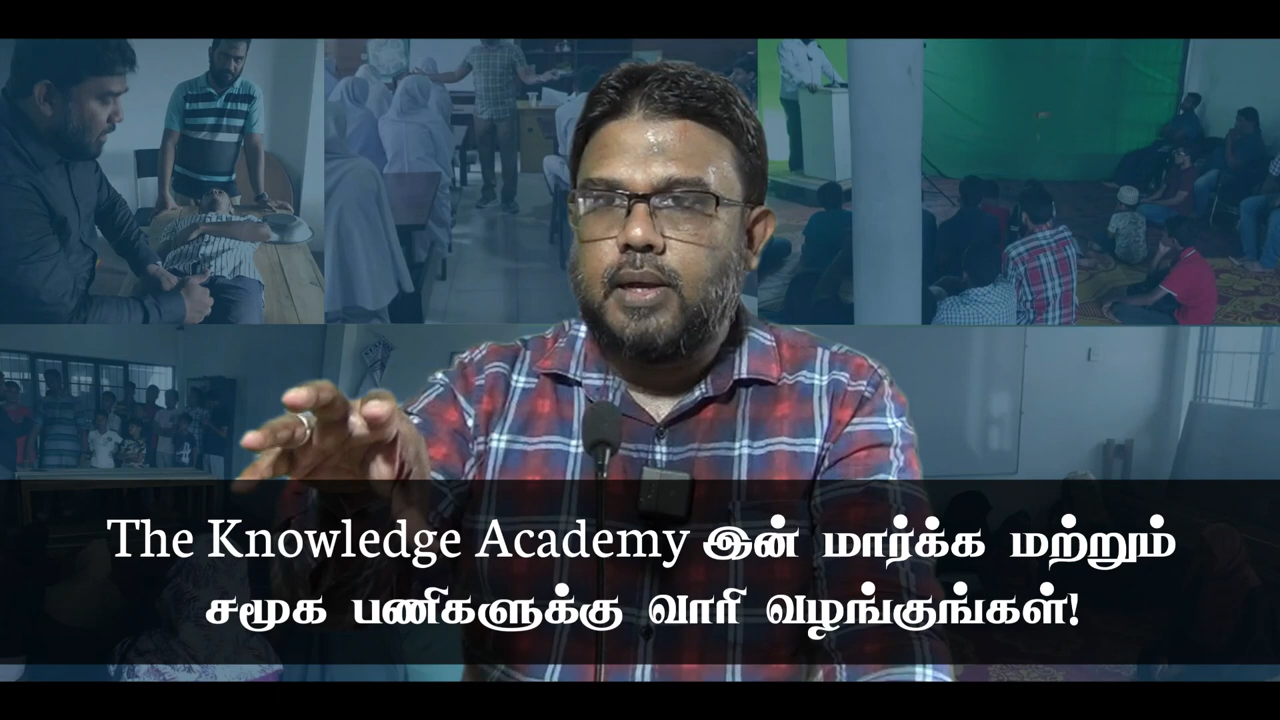 The Knowledge Academy இன் மார்க்க மற்றும்
சமூக பணிகளுக்கு வாரி வழங்குங்கள்!